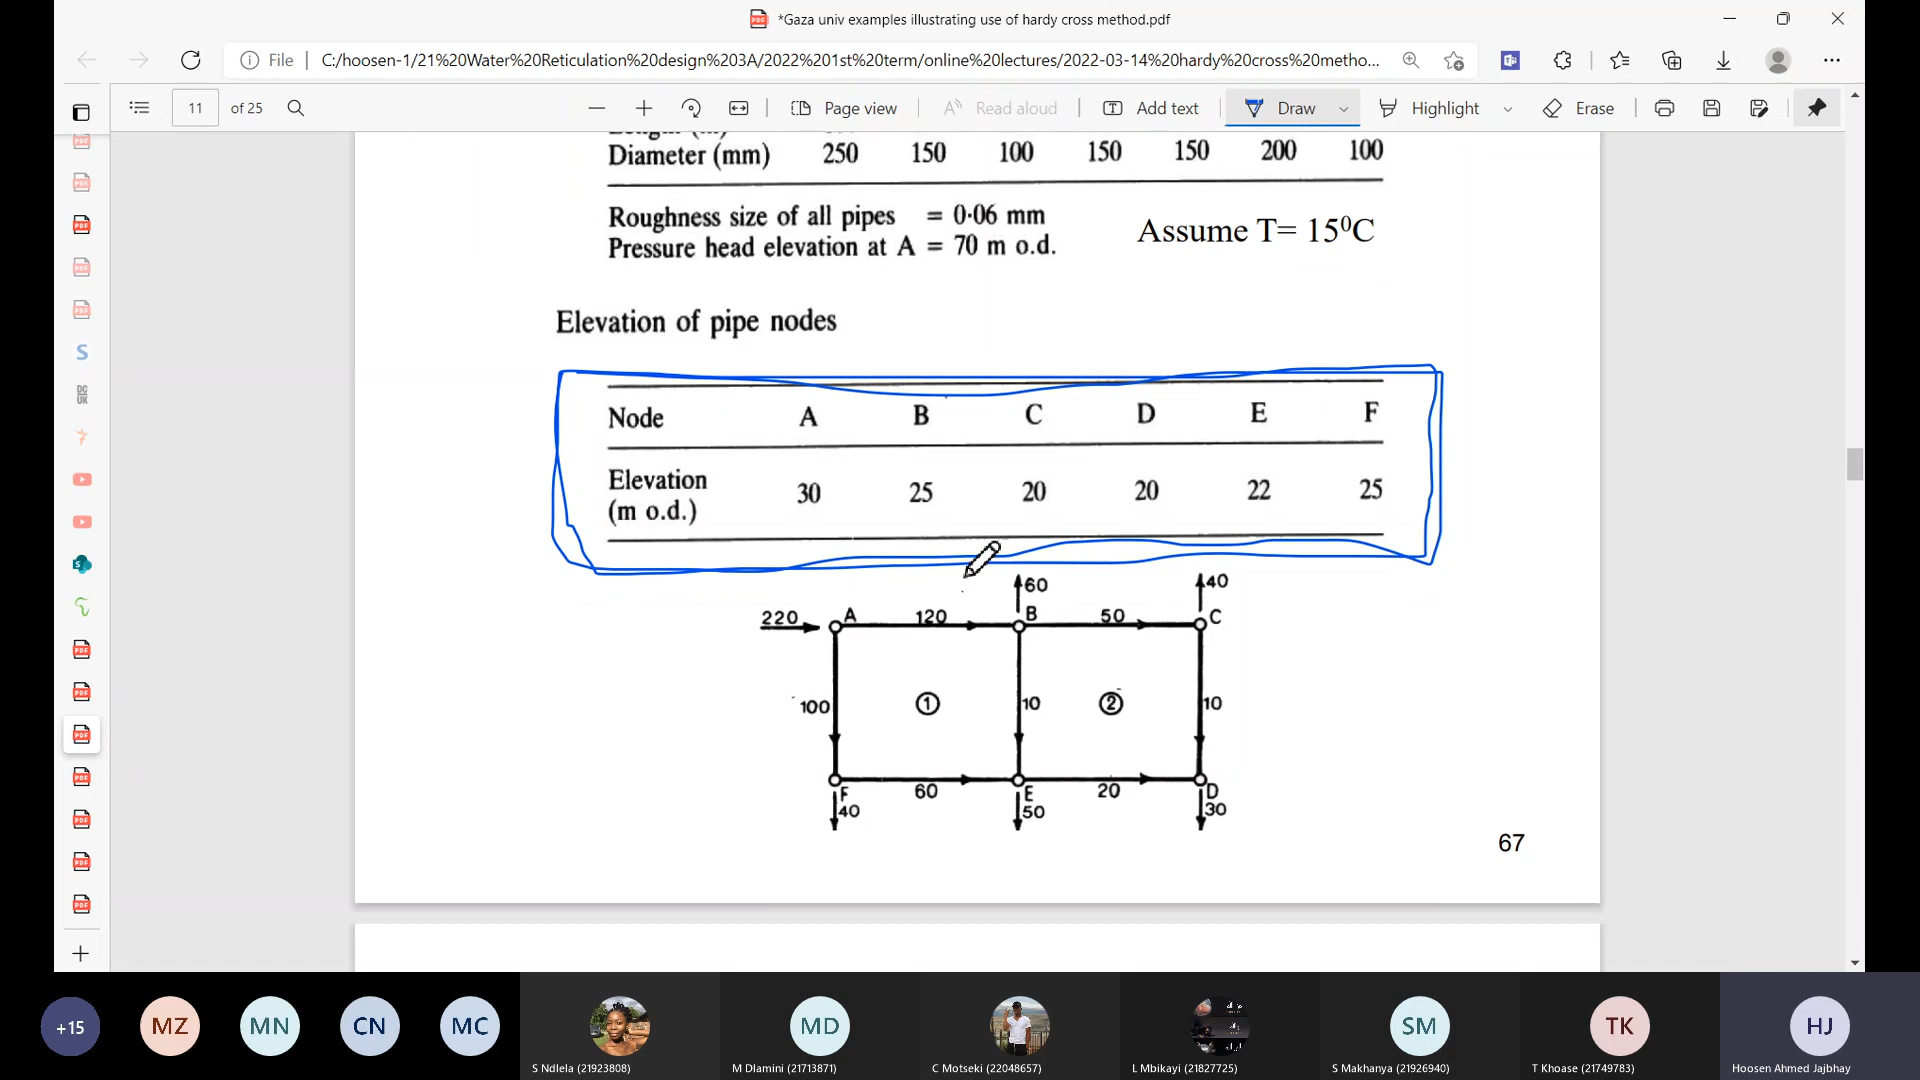 *Gaza univ examples illustrating use of hardy cross method.pdf
File C:/hoosen-1/21%20Water%20Reticulation%20design%203A/2022%201st%20term/online%20lectures/2022-03-14%20hardy%20cross%20metho...
11 of 25 Page view Read aloud Add text Draw Highlight Erase
Length (m)
Diameter (mm) 250 150 100 150 150 200 100
Roughness size of all pipes = 0·06 mm
Assume T= 15⁰C
Pressure head elevation at A = 70 m o.d.
Elevation of pipe nodes
Node A B C D E F
Elevation (m o.d.) 30 25 20 20 22 25
60 40
220 A 120 B 50 C
100 1 10 2 10
F 60 E 20 D
40 50 30
67
+15 MZ MN CN MC MD SM TK HJ
S Ndlela (21923808) M Dlamini (21713871) C Motseki (22048657) L Mbikayi (21827725) S Makhanya (21926940) T Khoase (21749783) Hoosen Ahmed Jajbhay